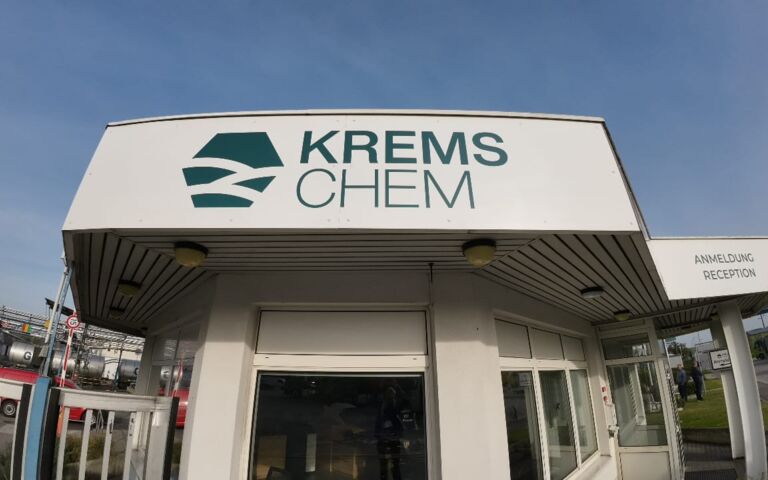 KREMS
CHEM
ANMELDUNG
RECEPTION